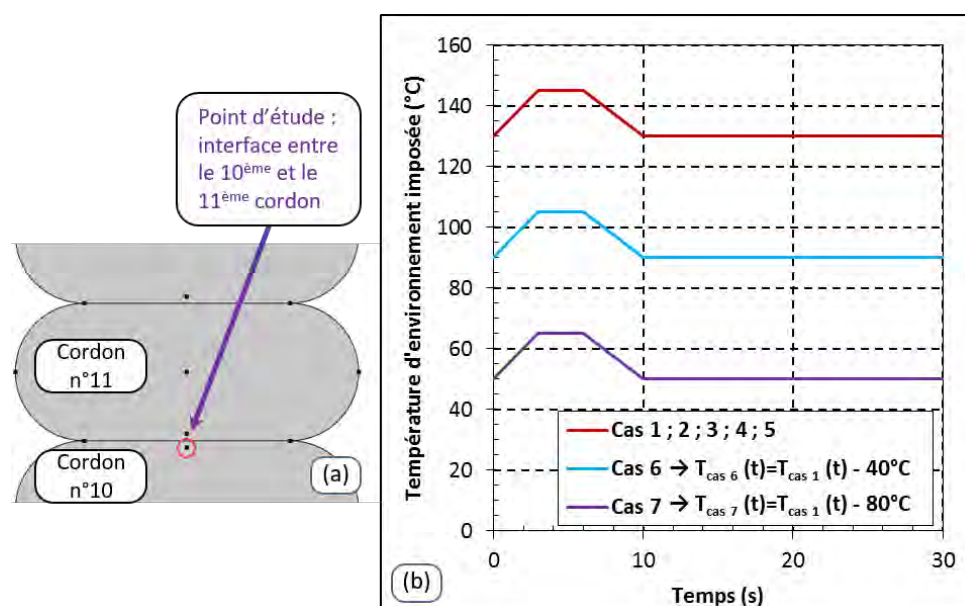 Point d'étude :
interface entre
le 10ème et le
11ème cordon
Cordon
n°11
Cordon
n°10
(a)
Température d'environnement imposée (°C)
160
140
120
100
80
60
40
20
0
Cas 1 ; 2 ; 3 ; 4 ; 5
Cas 6 → Tcas 6 (t)=Tcas 1 (t) - 40°C
Cas 7 → Tcas 7 (t)=Tcas 1 (t) - 80°C
0 10 20 30
(b)
Temps (s)